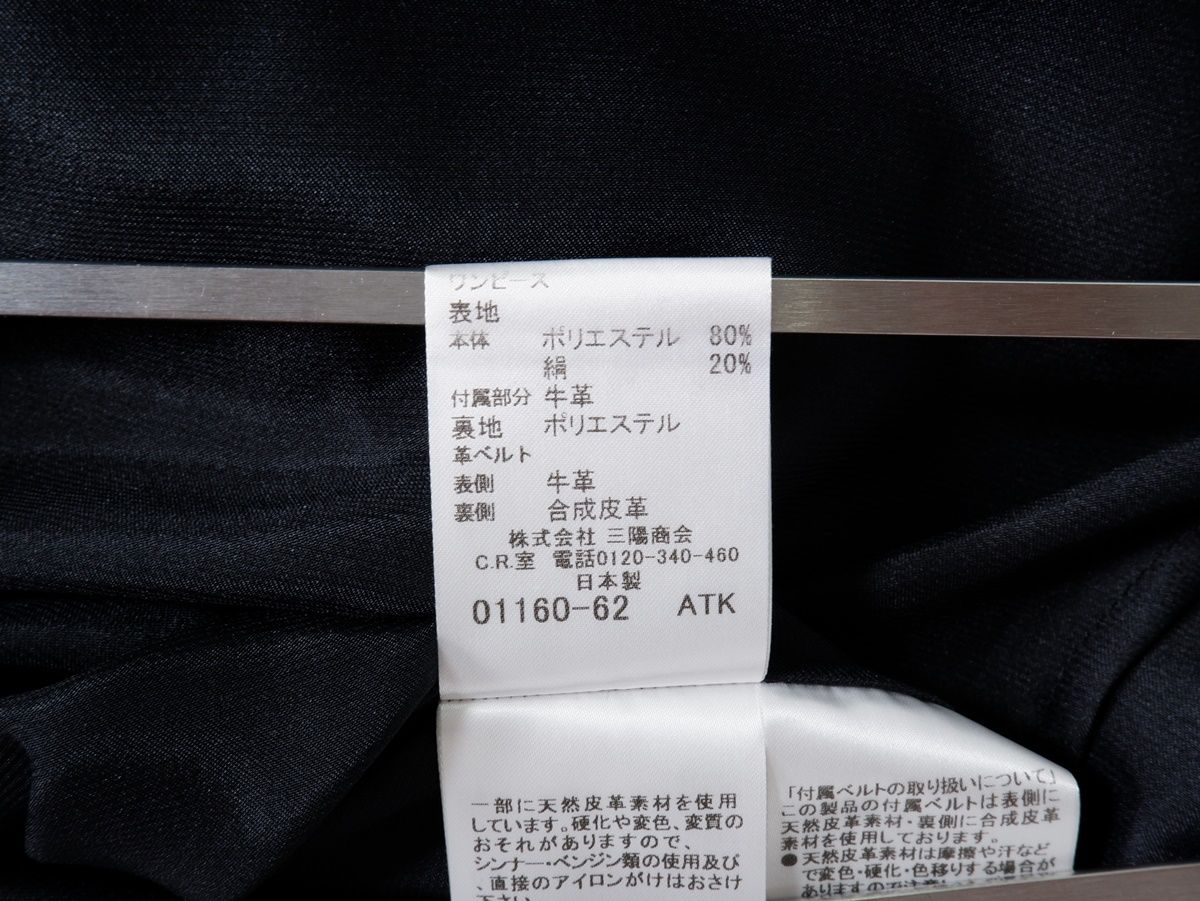 ワンピース
表地
本体 ポリエステル 80%
絹 20%
付属部分 牛革
裏地 ポリエステル
革ベルト
表側 牛革
裏側 合成皮革
株式会社 三陽商会
C.R.室 電話0120-340-460
日本製
01160-62 ATK
一部に天然皮革素材を使用
しています。硬化や変色、変質の
おそれがありますので、
シンナー・ベンジン類の使用及び
、直接のアイロンがけはおさけ
下さい。
「付属ベルトの取り扱いについて」
この製品の付属ベルトは表側に
天然皮革素材・裏側に合成皮革
素材を使用しております。
●天然皮革素材は摩擦や汗など
で変色・硬化・色移りする場合が
ありますので注意